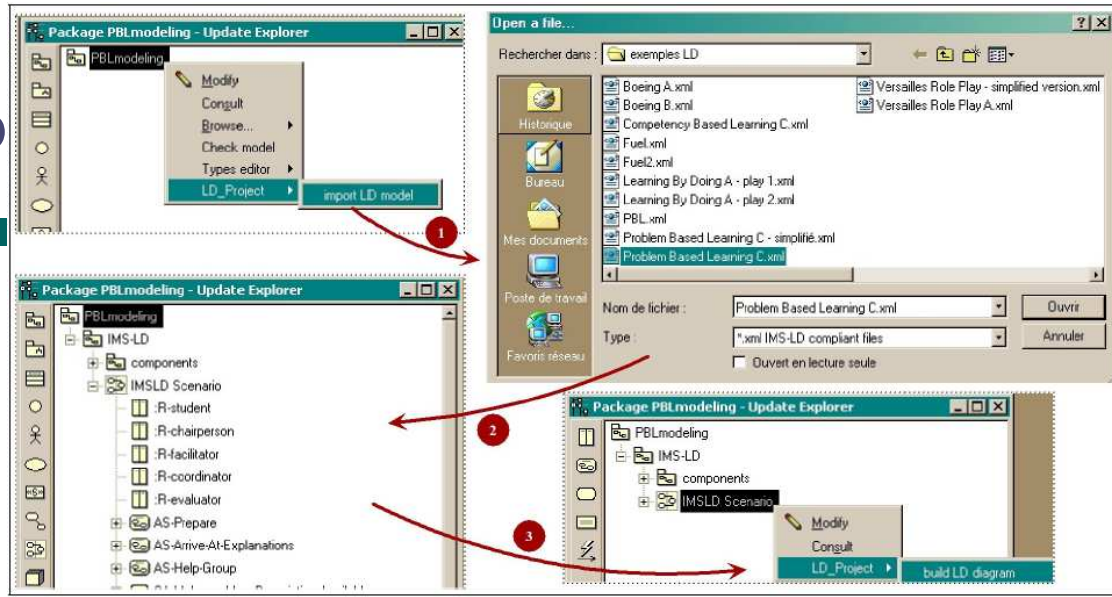 Package PBLmodeling - Update Explorer
PBLmodeling
Modify
Consult
Browse...
Check model
Types editor
LD_Project
import LD model
1
Open a file...
Rechercher dans :
exemples LD
Historique
Bureau
Mes documents
Poste de travail
Favoris réseau
Boeing A.xml
Boeing B.xml
Competency Based Learning C.xml
Fuel.xml
Fuel2.xml
Learning By Doing A - play 1.xml
Learning By Doing A - play 2.xml
PBL.xml
Problem Based Learning C - simplifié.xml
Problem Based Learning C.xml
Versailles Role Play - simplified version.xml
Versailles Role Play A.xml
Nom de fichier :
Problem Based Learning C.xml
Ouvrir
Type :
*.xml IMS-LD compliant files
Annuler
Ouvert en lecture seule
Package PBLmodeling - Update Explorer
PBLmodeling
IMS-LD
components
IMSLD Scenario
:R-student
:R-chairperson
:R-facilitator
:R-coordinator
:R-evaluator
AS-Prepare
AS-Arrive-At-Explanations
AS-Help-Group
«S»
2
3
Package PBLmodeling - Update Explorer
PBLmodeling
IMS-LD
components
IMSLD Scenario
Modify
Consult
LD_Project
build LD diagram